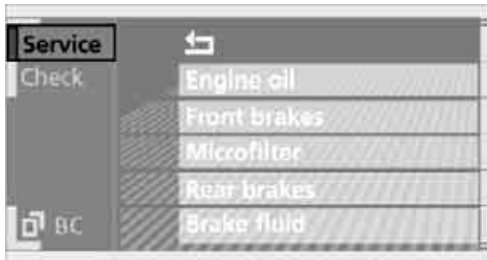 Service
Check
Engine oil
Front brakes
Microfilter
Rear brakes
Brake fluid
BC